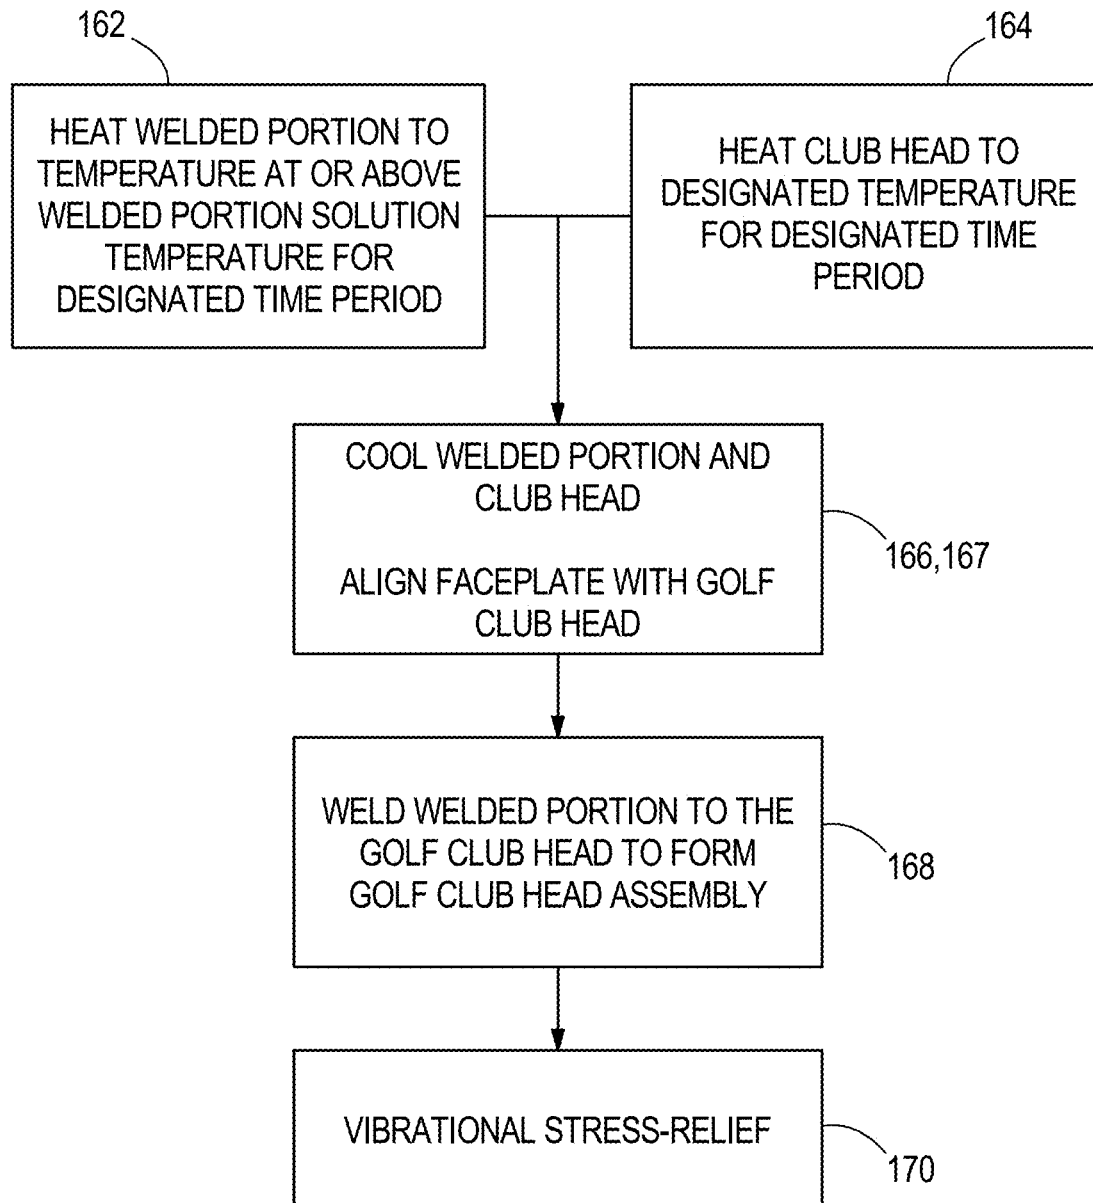 162
164
HEAT WELDED PORTION TO
TEMPERATURE AT OR ABOVE
WELDED PORTION SOLUTION
TEMPERATURE FOR
DESIGNATED TIME PERIOD
HEAT CLUB HEAD TO
DESIGNATED TEMPERATURE
FOR DESIGNATED TIME
PERIOD
COOL WELDED PORTION AND
CLUB HEAD
ALIGN FACEPLATE WITH GOLF
CLUB HEAD
166,167
WELD WELDED PORTION TO THE
GOLF CLUB HEAD TO FORM
GOLF CLUB HEAD ASSEMBLY
168
VIBRATIONAL STRESS-RELIEF
170